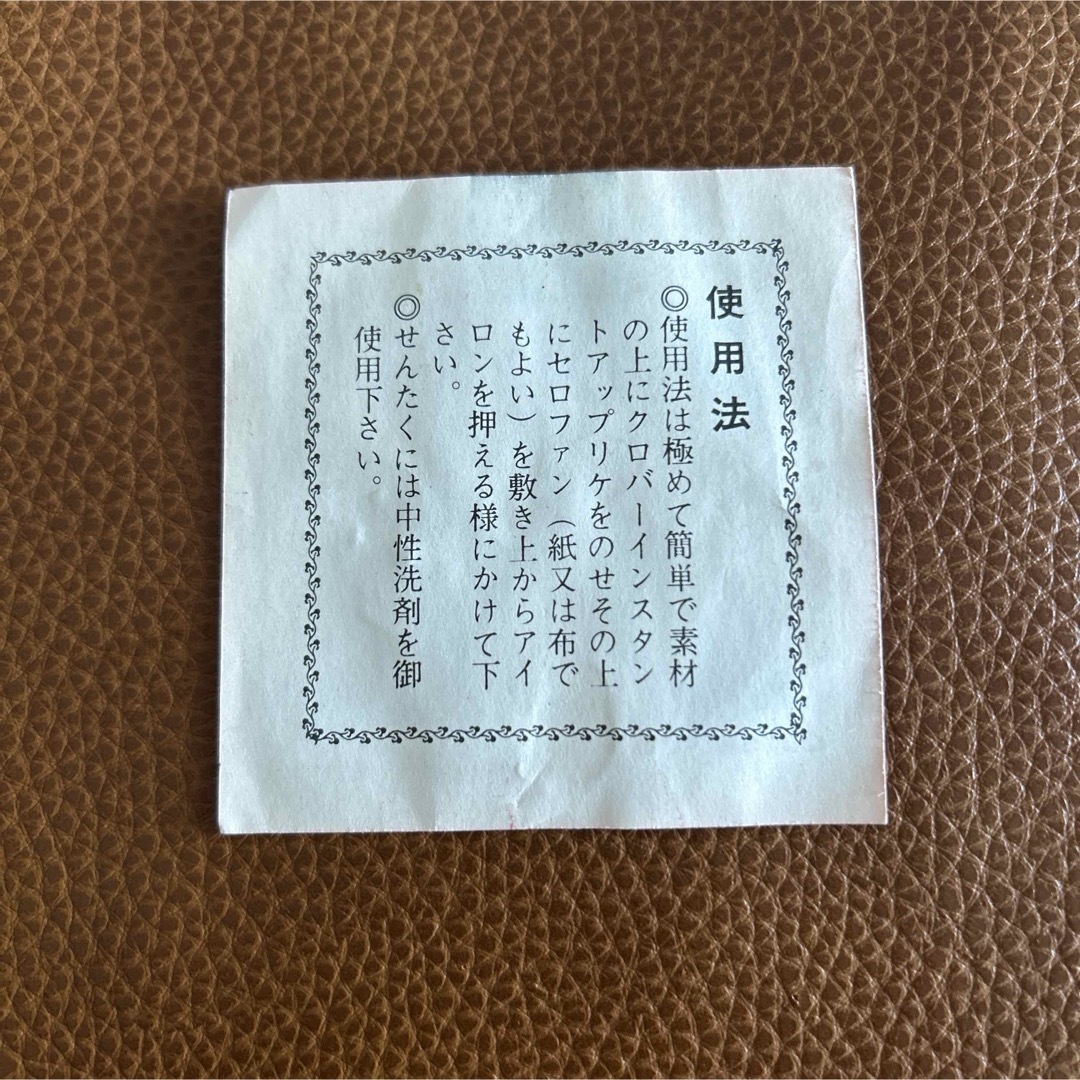 使用法
◎使用法は極めて簡単で素材
の上にクロバーインスタン
トアップリケをのせその上
にセロファン（紙又は布で
もよい）を敷き上からアイ
ロンを押える様にかけて下
さい。
◎せんたくには中性洗剤を御
使用下さい。